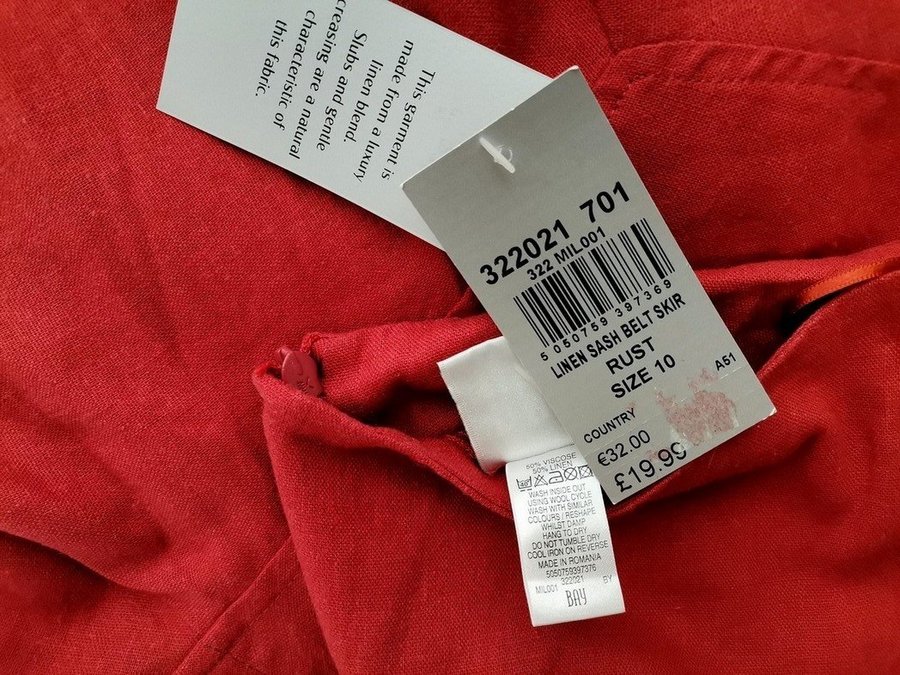 This garment is
made from a luxury
linen blend.
Slubs and gentle
creasing are a natural
characteristic of
this fabric.
322021 701
322 MIL001
5 050759 397369
LINEN SASH BELT SKIR
RUST
SIZE 10
A51
COUNTRY
€32.00
£19.99
50% VISCOSE
50% LINEN
WASH INSIDE OUT
USING WOOL CYCLE
WASH WITH SIMILAR
COLOURS / RESHAPE
WHILST DAMP
HANG TO DRY
DO NOT TUMBLE DRY
COOL IRON ON REVERSE
MADE IN ROMANIA
5050759397376
MIL001 322021 BY
BAY